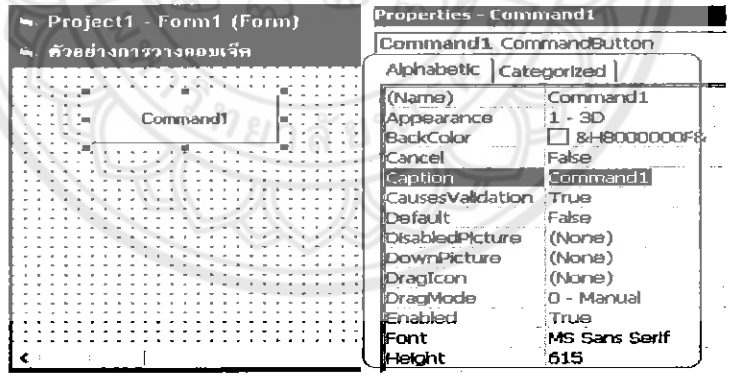 Project1 - Form1 (Form)
ตัวอย่างการวางคอมเจ็ค
Command1
Properties - Command1
Command1 CommandButton
Alphabetic Categorized
(Name) Command1
Appearance 1 - 3D
BackColor &H8000000F&
Cancel False
Caption Command1
CausesValidation True
Default False
DisabledPicture (None)
DownPicture (None)
DragIcon (None)
DragMode 0 - Manual
Enabled True
Font MS Sans Serif
Height 615